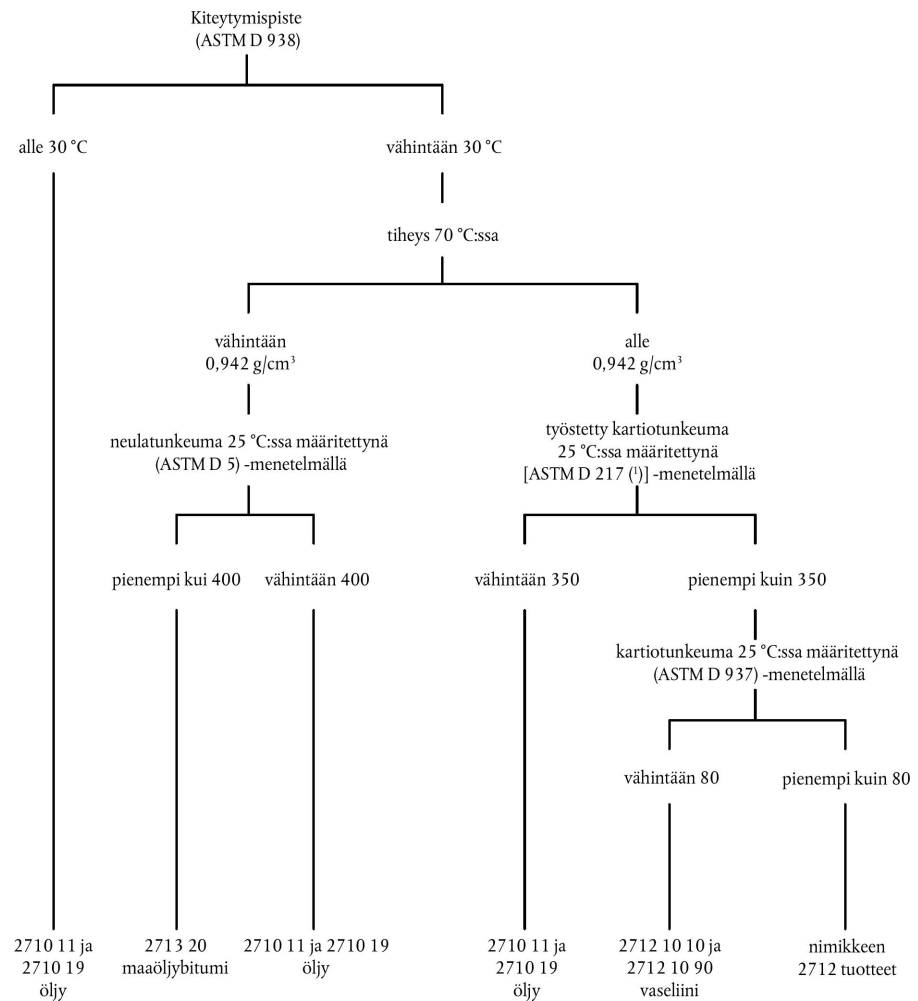 Kiteytymispiste
(ASTM D 938)
alle 30 °C
vähintään 30 °C
tiheys 70 °C:ssa
vähintään
0,942 g/cm³
alle
0,942 g/cm³
neulatunkeuma 25 °C:ssa määritettynä
(ASTM D 5) -menetelmällä
työstetty kartiotunkeuma
25 °C:ssa määritettynä
[ASTM D 217 (¹)] -menetelmällä
pienempi kui 400
vähintään 400
vähintään 350
pienempi kuin 350
kartiotunkeuma 25 °C:ssa määritettynä
(ASTM D 937) -menetelmällä
vähintään 80
pienempi kuin 80
2710 11 ja
2710 19
öljy
2713 20
maaöljybitumi
2710 11 ja 2710 19
öljy
2710 11 ja
2710 19
öljy
2712 10 10 ja
2712 10 90
vaseliini
nimikkeen
2712 tuotteet